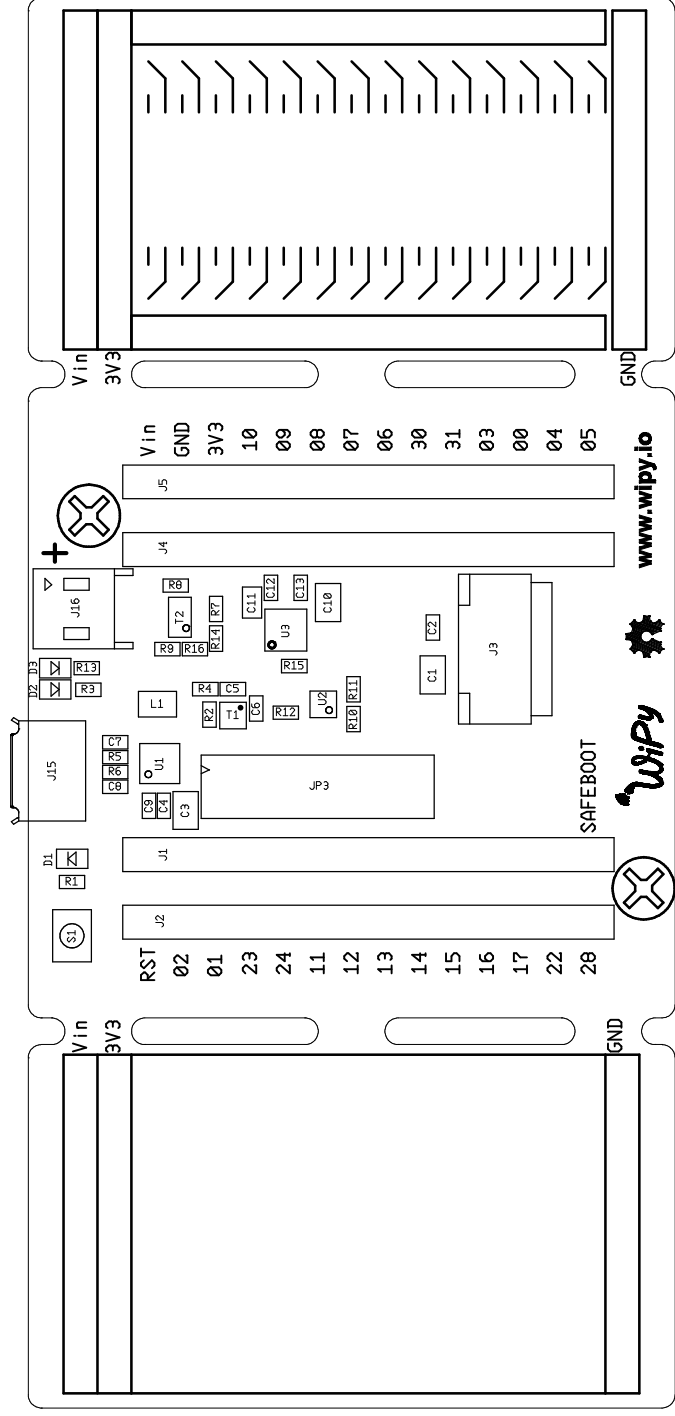 Vin
3V3
GND
Vin
GND
3V3
10
09
08
07
06
30
31
03
00
04
05
J5
J4
+
J16
R8
T2
R7
R14
R9
R16
C11
C12
C13
C10
U3
R15
C2
C1
J3
D3
R13
D2
R3
L1
R4
C5
R2
T1
C6
R12
U2
R11
R10
J15
C7
R5
R6
C8
U1
C9
C4
C3
JP3
SAFEBOOT
www.wipy.io
WiPy
D1
R1
J1
S1
J2
RST
02
01
23
24
11
12
13
14
15
16
17
22
28
Vin
3V3
GND